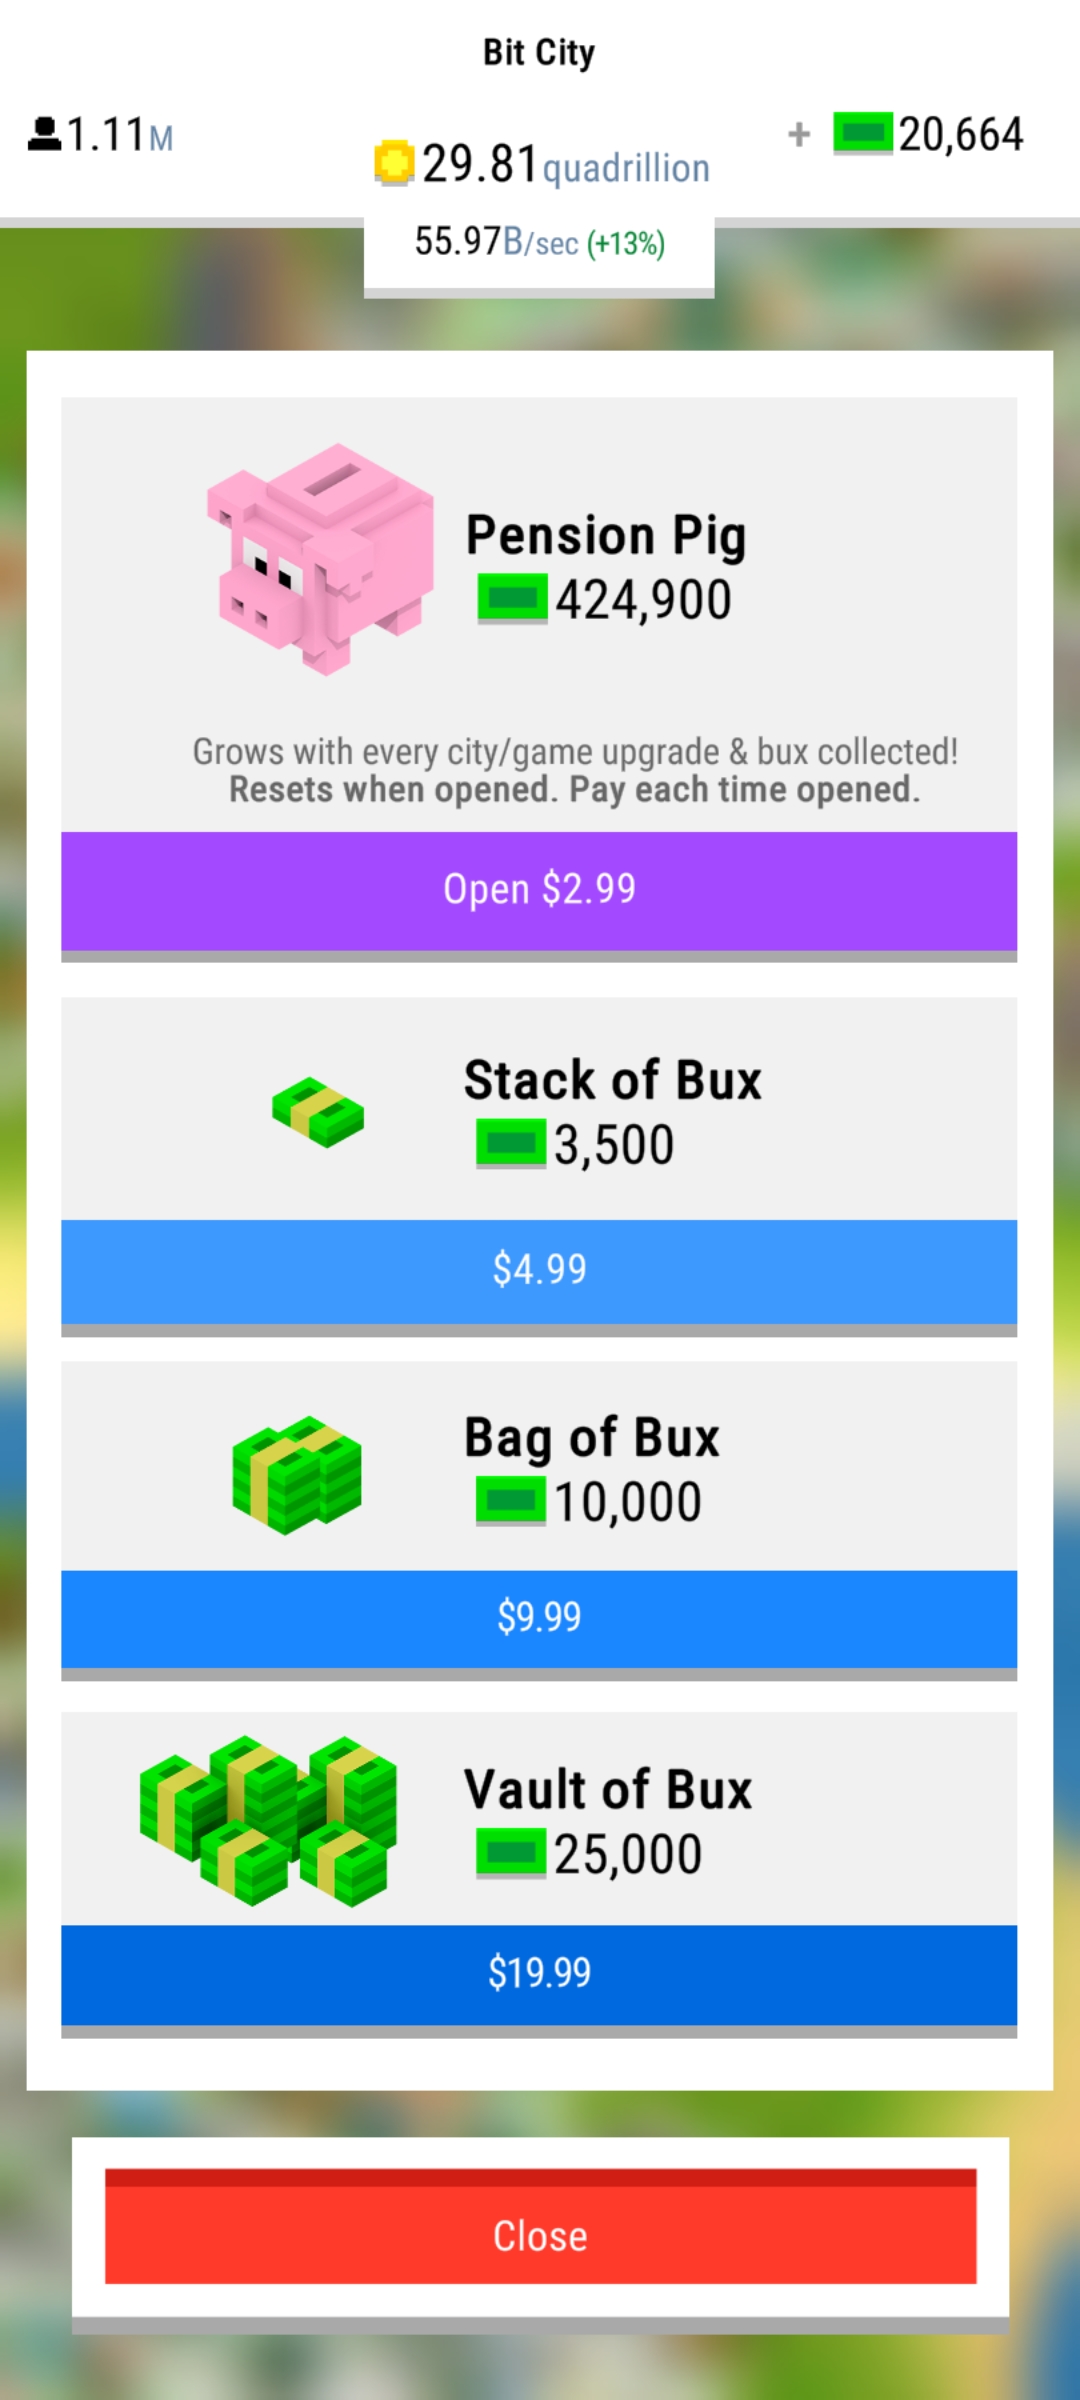 Bit City
1.11M
29.81quadrillion
+ 20,664
55.97B/sec (+13%)
Pension Pig
424,900
Grows with every city/game upgrade & bux collected!
Resets when opened. Pay each time opened.
Open $2.99
Stack of Bux
3,500
$4.99
Bag of Bux
10,000
$9.99
Vault of Bux
25,000
$19.99
Close